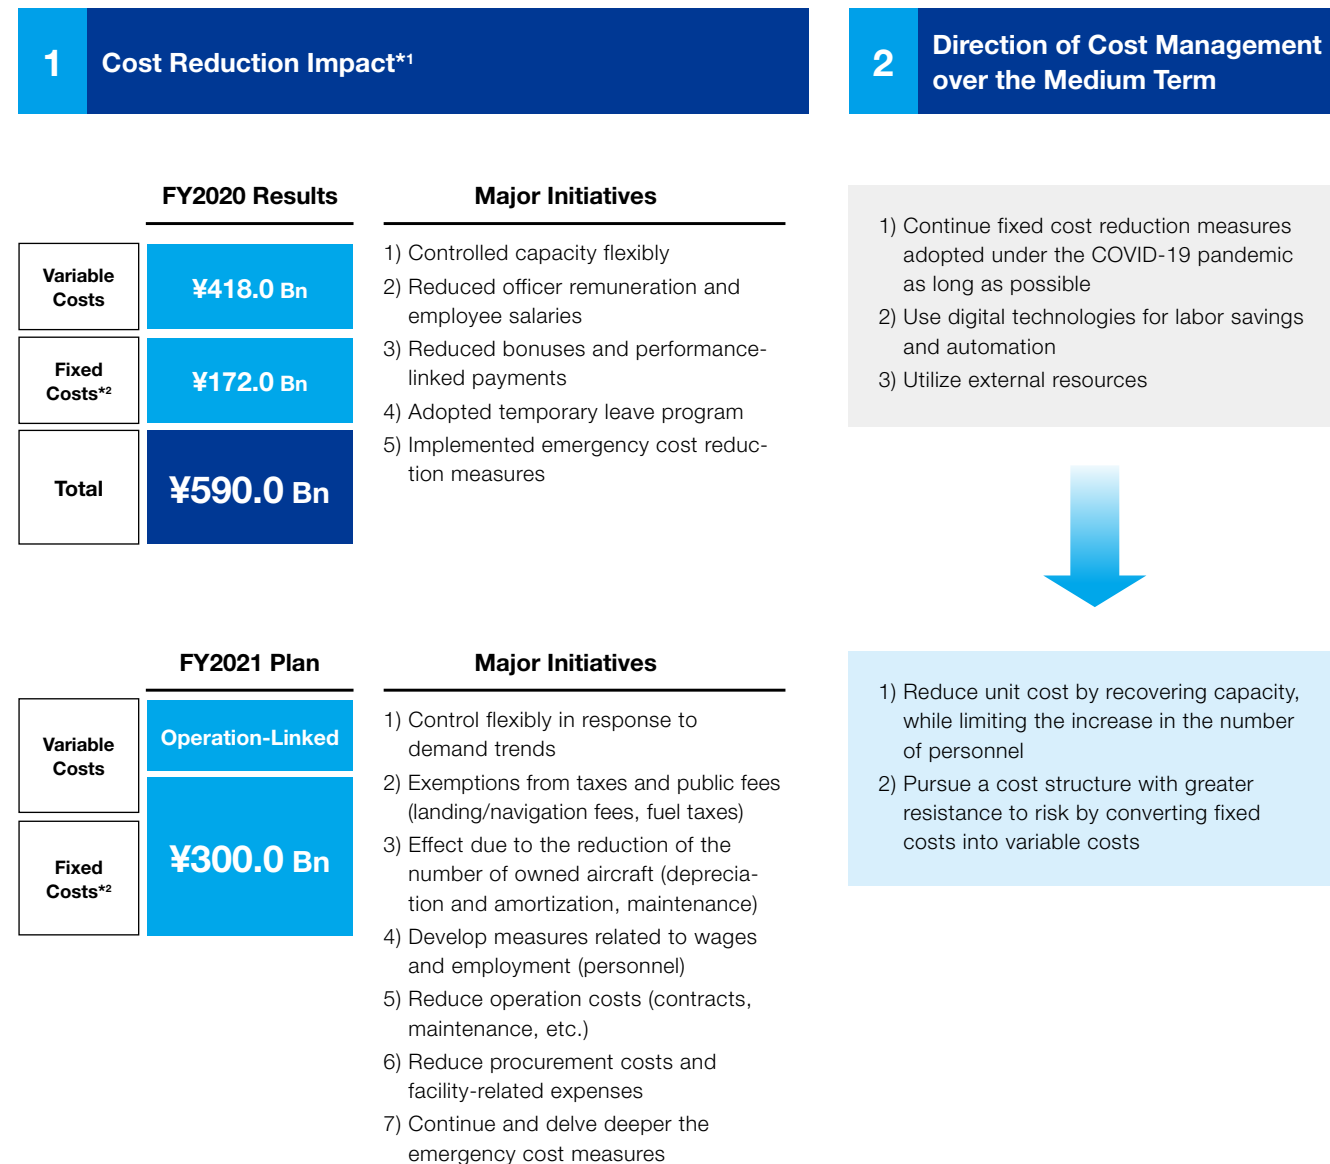 1
Cost Reduction Impact*1
FY2020 Results
Major Initiatives
Variable
Costs
¥418.0 Bn
Fixed
Costs*2
¥172.0 Bn
Total
¥590.0 Bn
1) Controlled capacity flexibly
2) Reduced officer remuneration and
employee salaries
3) Reduced bonuses and performance-
linked payments
4) Adopted temporary leave program
5) Implemented emergency cost reduc-
tion measures
FY2021 Plan
Major Initiatives
Variable
Costs
Operation-Linked
Fixed
Costs*2
¥300.0 Bn
1) Control flexibly in response to
demand trends
2) Exemptions from taxes and public fees
(landing/navigation fees, fuel taxes)
3) Effect due to the reduction of the
number of owned aircraft (deprecia-
tion and amortization, maintenance)
4) Develop measures related to wages
and employment (personnel)
5) Reduce operation costs (contracts,
maintenance, etc.)
6) Reduce procurement costs and
facility-related expenses
7) Continue and delve deeper the
emergency cost measures
2
Direction of Cost Management
over the Medium Term
1) Continue fixed cost reduction measures
adopted under the COVID-19 pandemic
as long as possible
2) Use digital technologies for labor savings
and automation
3) Utilize external resources
1) Reduce unit cost by recovering capacity,
while limiting the increase in the number
of personnel
2) Pursue a cost structure with greater
resistance to risk by converting fixed
costs into variable costs